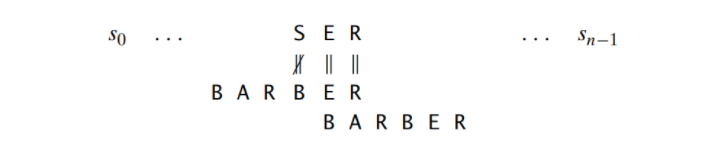 s0 ... S E R ... sn−1
∦ ∥ ∥
B A R B E R
B A R B E R